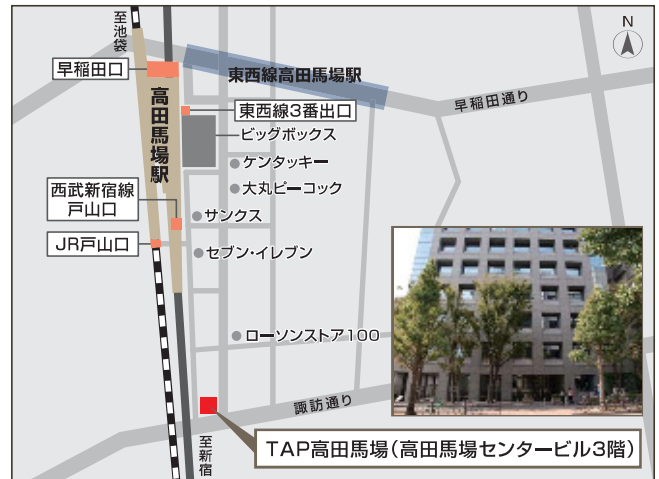 至池袋
N
早稲田口
東西線高田馬場駅
早稲田通り
高田馬場駅
東西線3番出口
ビッグボックス
ケンタッキー
大丸ピーコック
西武新宿線
戸山口
サンクス
JR戸山口
セブン・イレブン
ローソンストア100
諏訪通り
至新宿
TAP高田馬場(高田馬場センタービル3階)